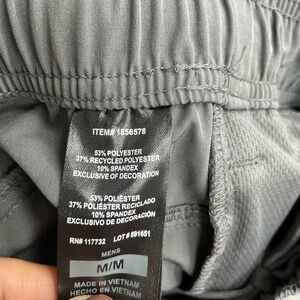 ITEM# 1856578
53% POLYESTER
37% RECYCLED POLYESTER
10% SPANDEX
EXCLUSIVE OF DECORATION
53% POLIÉSTER
37% POLIÉSTER RECICLADO
10% SPANDEX
EXCLUSIVO DE DECORACIÓN
RN# 117732 LOT# 891651
MENS
M/M
MADE IN VIETNAM
HECHO EN VIETNAM